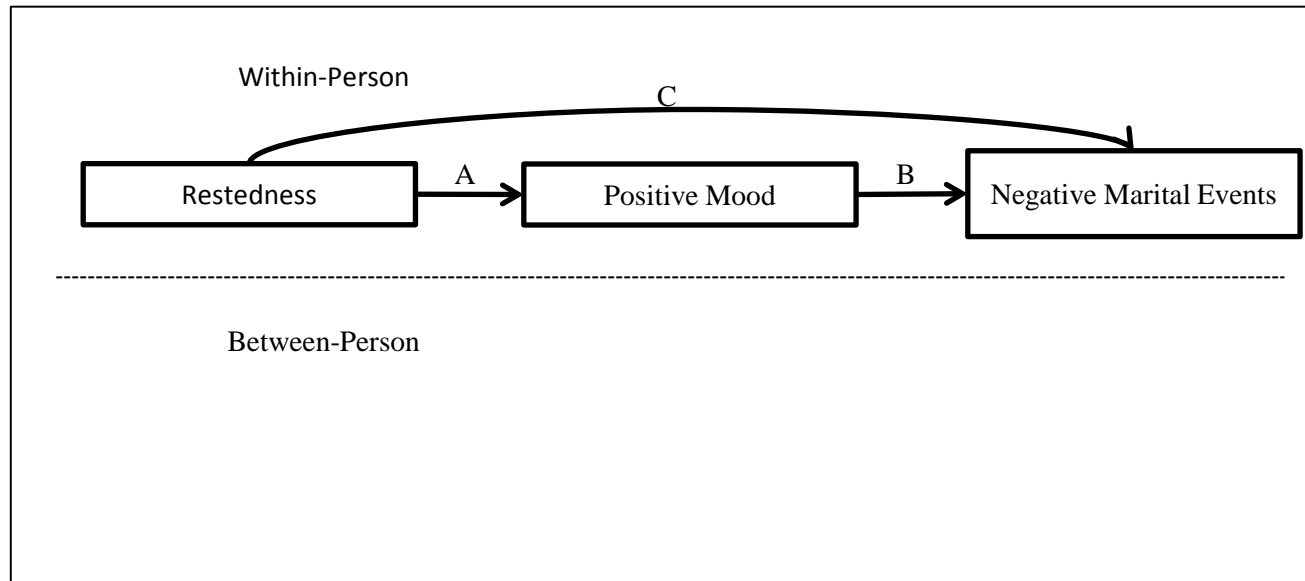 Within-Person
C
Restedness
A
Positive Mood
B
Negative Marital Events
Between-Person